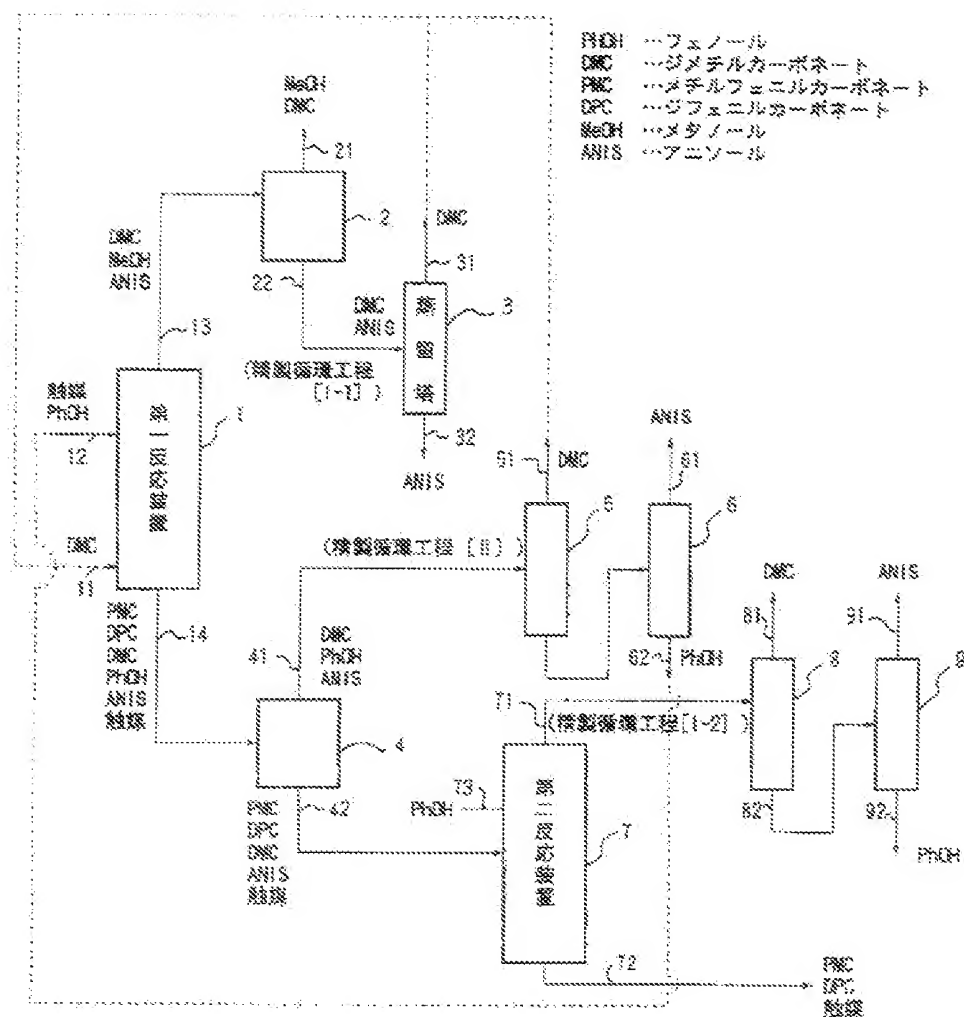 PhOH …フェノール
DMC …ジメチルカーボネート
PMC …メチルフェニルカーボネート
DPC …ジフェニルカーボネート
MeOH …メタノール
ANIS …アニソール
MeOH
DMC
21
2
DMC
MeOH
ANIS
22
13
DMC
31
DMC
ANIS
蒸留塔
3
(精製循環工程
[I-1])
32
ANIS
触媒
PhOH
12
第一反応装置
1
DMC
11
PMC
DPC
DMC
PhOH
ANIS
触媒
14
(精製循環工程 [II])
DMC
ANIS
61
6
62
PhOH
41
DMC
PhOH
ANIS
4
42
PMC
DPC
DMC
ANIS
触媒
71
(精製循環工程[I-2])
PhOH
73
第二反応装置
7
72
PMC
DPC
触媒
DMC
81
8
82
ANIS
91
9
92
PhOH